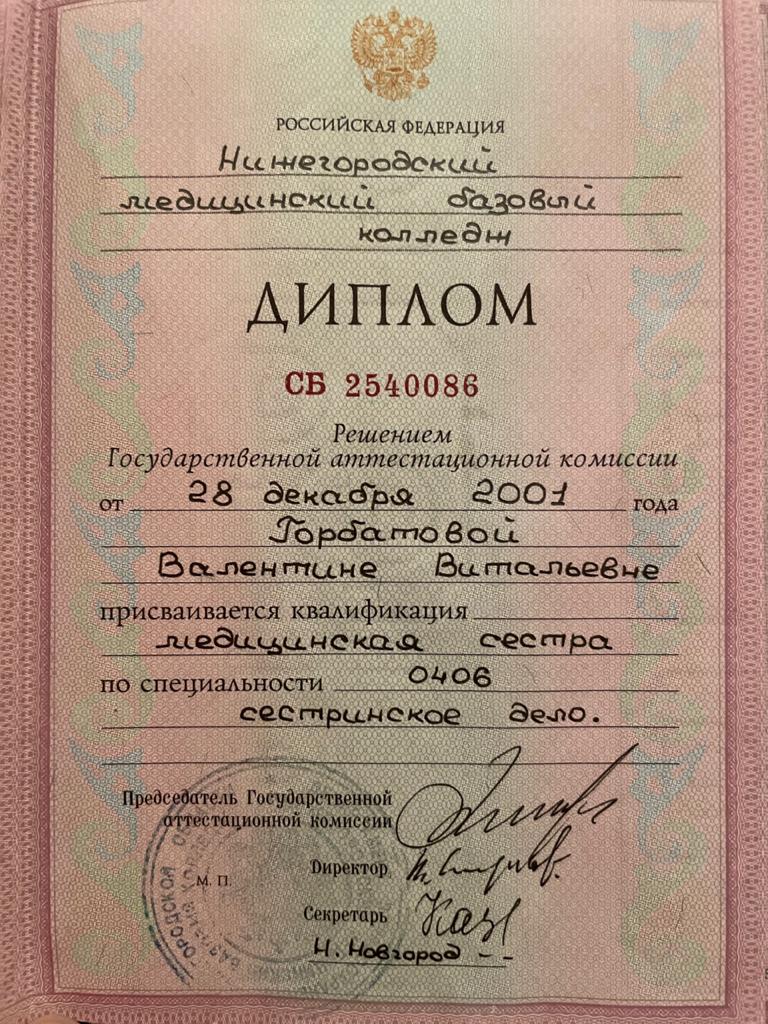 РОССИЙСКАЯ ФЕДЕРАЦИЯ
Нижегородский
медицинский базовый
колледж
ДИПЛОМ
СБ 2540086
Решением
Государственной аттестационной комиссии
от 28 декабря 2001 года
Горбатовой
Валентине Витальевне
присваивается квалификация
медицинская сестра
по специальности 0406
сестринское дело.
Председатель Государственной
аттестационной комиссии
Директор
М. П.
Секретарь
Н. Новгород - -